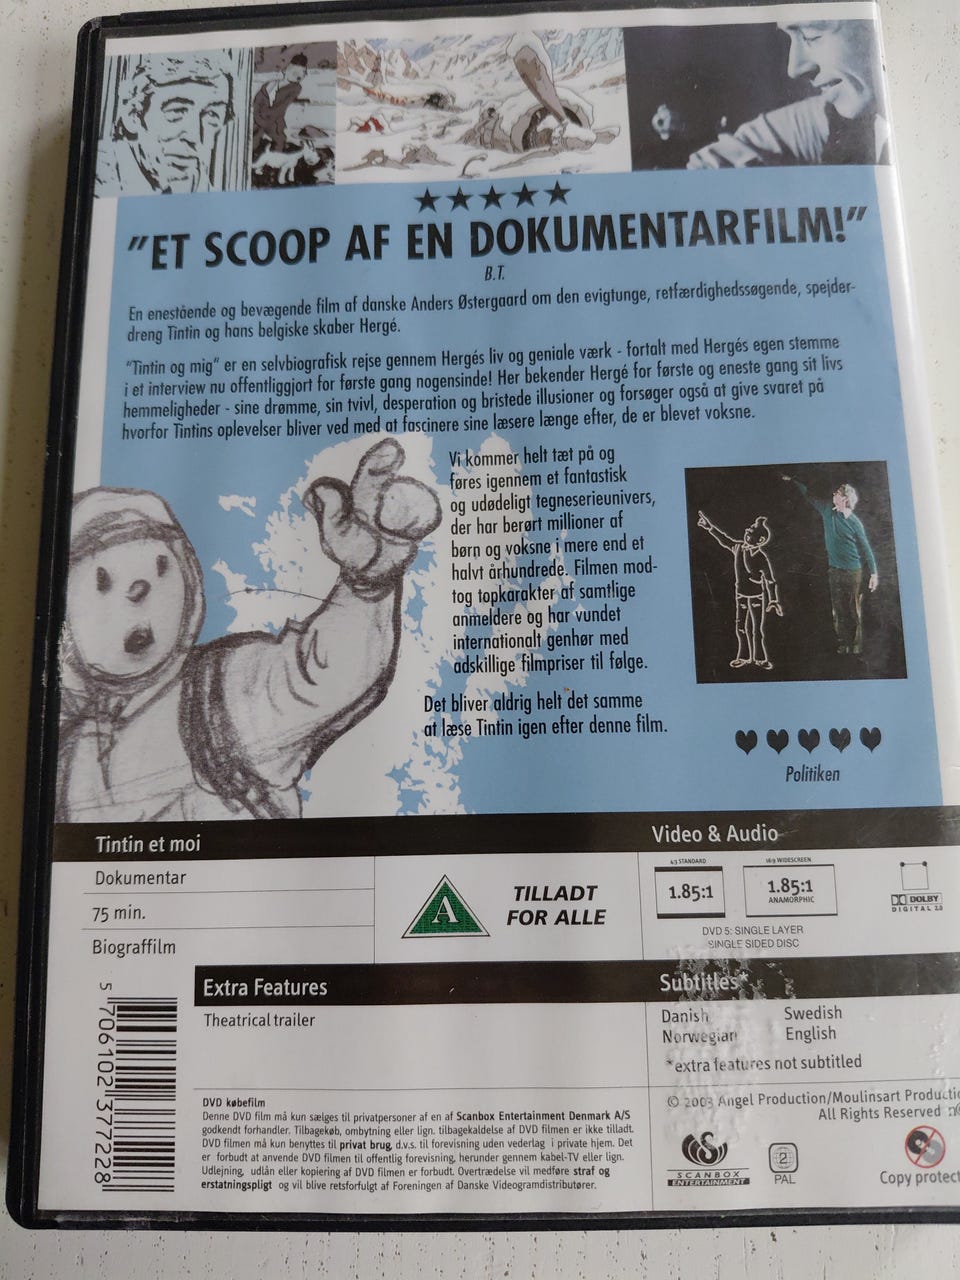 ★★★★★
"ET SCOOP AF EN DOKUMENTARFILM!"
B.T.
En enestående og bevægende film af danske Anders Østergaard om den evigtunge, retfærdighedssøgende, spejder-
dreng Tintin og hans belgiske skaber Hergé.
"Tintin og mig" er en selvbiografisk rejse gennem Hergés liv og geniale værk - fortalt med Hergés egen stemme
i et interview nu offentliggjort for første gang nogensinde! Her bekender Hergé for første og eneste gang sit livs
hemmeligheder - sine drømme, sin tvivl, desperation og bristede illusioner og forsøger også at give svaret på
hvorfor Tintins oplevelser bliver ved med at fascinere sine læsere længe efter, de er blevet voksne.
Vi kommer helt tæt på og
føres igennem et fantastisk
og udødeligt tegneserieunivers,
der har berørt millioner af
børn og voksne i mere end et
halvt århundrede. Filmen mod-
tog topkarakter af samtlige
anmeldere og har vundet
internationalt genhør med
adskillige filmpriser til følge.
Det bliver aldrig helt det samme
at læse Tintin igen efter denne film.
♥♥♥♥♥
Politiken
Tintin et moi
Dokumentar
75 min.
Biograffilm
A
TILLADT
FOR ALLE
Video & Audio
4:3 STANDARD
1.85:1
16:9 WIDESCREEN
1.85:1
ANAMORPHIC
DOLBY
DIGITAL 2.0
DVD 5: SINGLE LAYER
SINGLE SIDED DISC
Extra Features
Theatrical trailer
Subtitles*
Danish Swedish
Norwegian English
*extra features not subtitled
5 706102 377228
DVD købefilm
Denne DVD film må kun sælges til privatpersoner af en af Scanbox Entertainment Denmark A/S
godkendt forhandler. Tilbagekøb, ombytning eller lign. tilbagekaldelse af DVD filmen er ikke tilladt.
DVD filmen må kun benyttes til privat brug, d.v.s. til forevisning uden vederlag i private hjem. Det
er forbudt at anvende DVD filmen til offentlig forevisning, herunder gennem kabel-TV eller lign.
Udlejning, udlån eller kopiering af DVD filmen er forbudt. Overtrædelse vil medføre straf og
erstatningspligt og vil blive retsforfulgt af Foreningen af Danske Videogramdistributører.
© 2003 Angel Production/Moulinsart Producti
All Rights Reserved
SCANBOX
ENTERTAINMENT
2
PAL
Copy protect